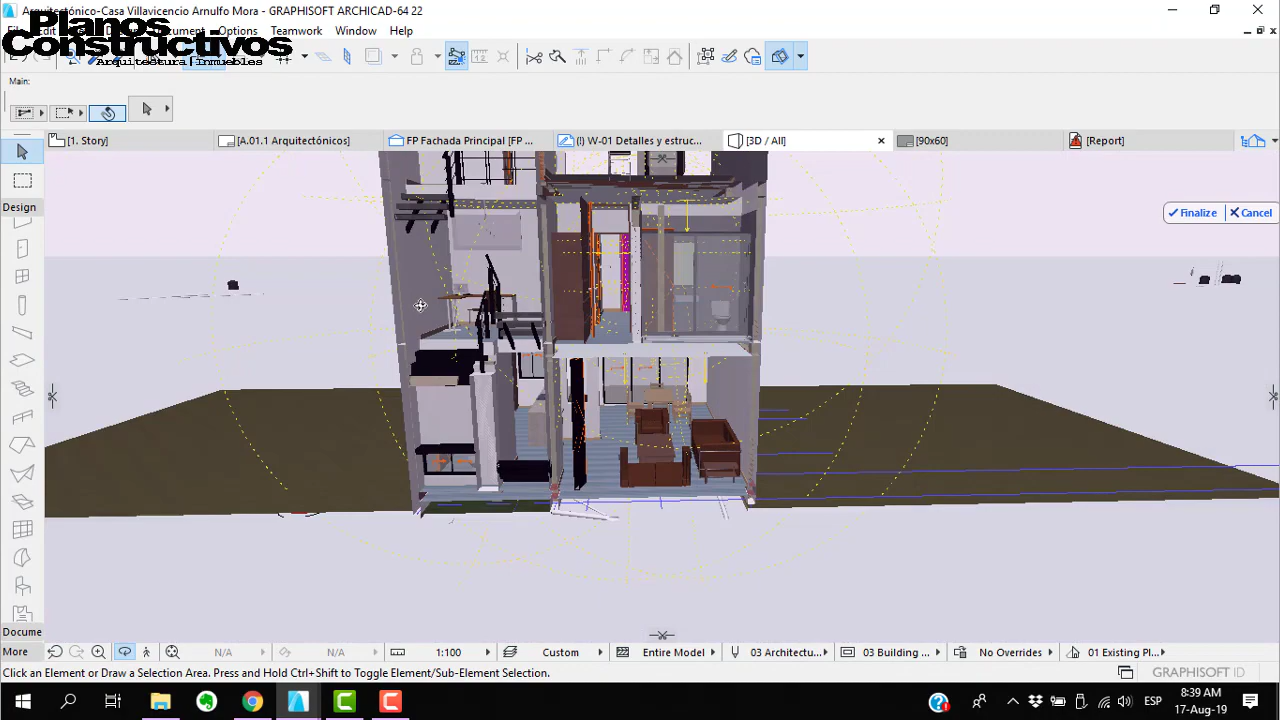 Arquitectónico-Casa Villavicencio Arnulfo Mora - GRAPHISOFT ARCHICAD-64 22
Planos
Constructivos
Arquitectura|Inmuebles
Options Teamwork Window Help
Main:
[1. Story] [A.01.1 Arquitectónicos] FP Fachada Principal [FP ... (!) W-01 Detalles y estruc... [3D / All] [90x60] [Report]
Design
Finalize Cancel
Docume
More N/A N/A 1:100 Custom Entire Model 03 Architectu... 03 Building ... No Overrides 01 Existing Pl...
Click an Element or Draw a Selection Area. Press and Hold Ctrl+Shift to Toggle Element/Sub-Element Selection.
GRAPHISOFT ID
ESP
8:39 AM
17-Aug-19